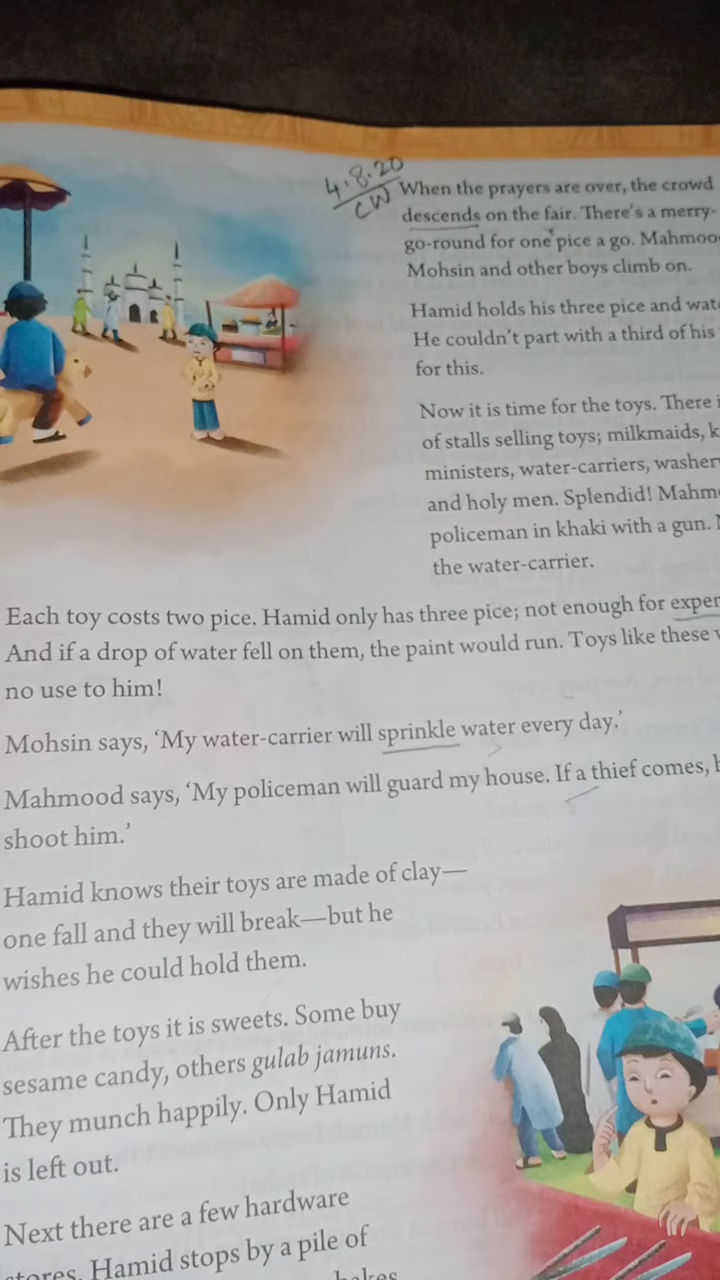 4.8.20
CW
When the prayers are over, the crowd
descends on the fair. There's a merry-
go-round for one pice a go.
Mohsin and other boys climb on.
Hamid holds his three pice and
He couldn't part with a third of his
for this.
Now it is time for the toys. There
of stalls selling toys; milkmaids,
ministers, water-carriers,
and holy men. Splendid!
policeman in khaki with a gun.
the water-carrier.
Each toy costs two pice. Hamid only has three pice; not enough for
And if a drop of water fell on them, the paint would run. Toys like these
no use to him!
Mohsin says, ‘My water-carrier will sprinkle water every day.’
Mahmood says, ‘My policeman will guard my house. If a thief comes,
shoot him.’
Hamid knows their toys are made of clay—
one fall and they will break—but he
wishes he could hold them.
After the toys it is sweets. Some buy
sesame candy, others gulab jamuns.
They munch happily. Only Hamid
is left out.
Next there are a few hardware
stores. Hamid stops by a pile of